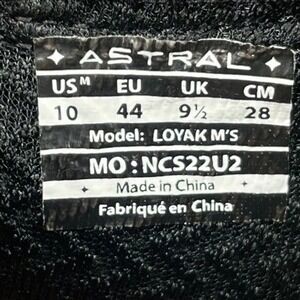 ✦ ASTRAL ✦
US M EU UK CM
10 44 9½ 28
Model: LOYAK M'S
MO : NCS22U2
✦ Made in China ✦
Fabriqué en China